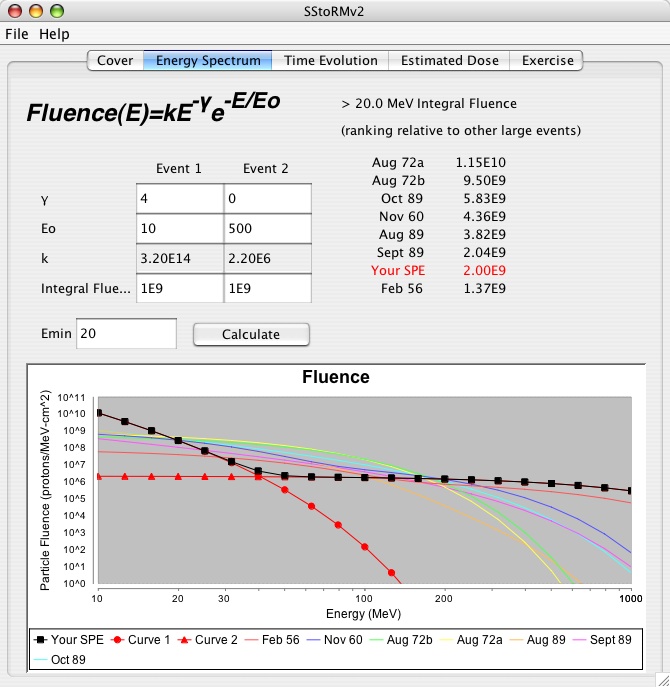 SStoRMv2
File Help
Cover Energy Spectrum Time Evolution Estimated Dose Exercise
Fluence(E)=kE^-γe^-E/Eo
> 20.0 MeV Integral Fluence
(ranking relative to other large events)
Event 1 Event 2
γ 4 0
Eo 10 500
k 3.20E14 2.20E6
Integral Flue... 1E9 1E9
Aug 72a 1.15E10
Aug 72b 9.50E9
Oct 89 5.83E9
Nov 60 4.36E9
Aug 89 3.82E9
Sept 89 2.04E9
Your SPE 2.00E9
Feb 56 1.37E9
Emin 20 Calculate
Fluence
Particle Fluence (protons/MeV-cm^2)
10^11
10^10
10^9
10^8
10^7
10^6
10^5
10^4
10^3
10^2
10^1
10^0
10 20 30 100 200 1000
Energy (MeV)
Your SPE Curve 1 Curve 2 Feb 56 Nov 60 Aug 72b Aug 72a Aug 89 Sept 89
Oct 89